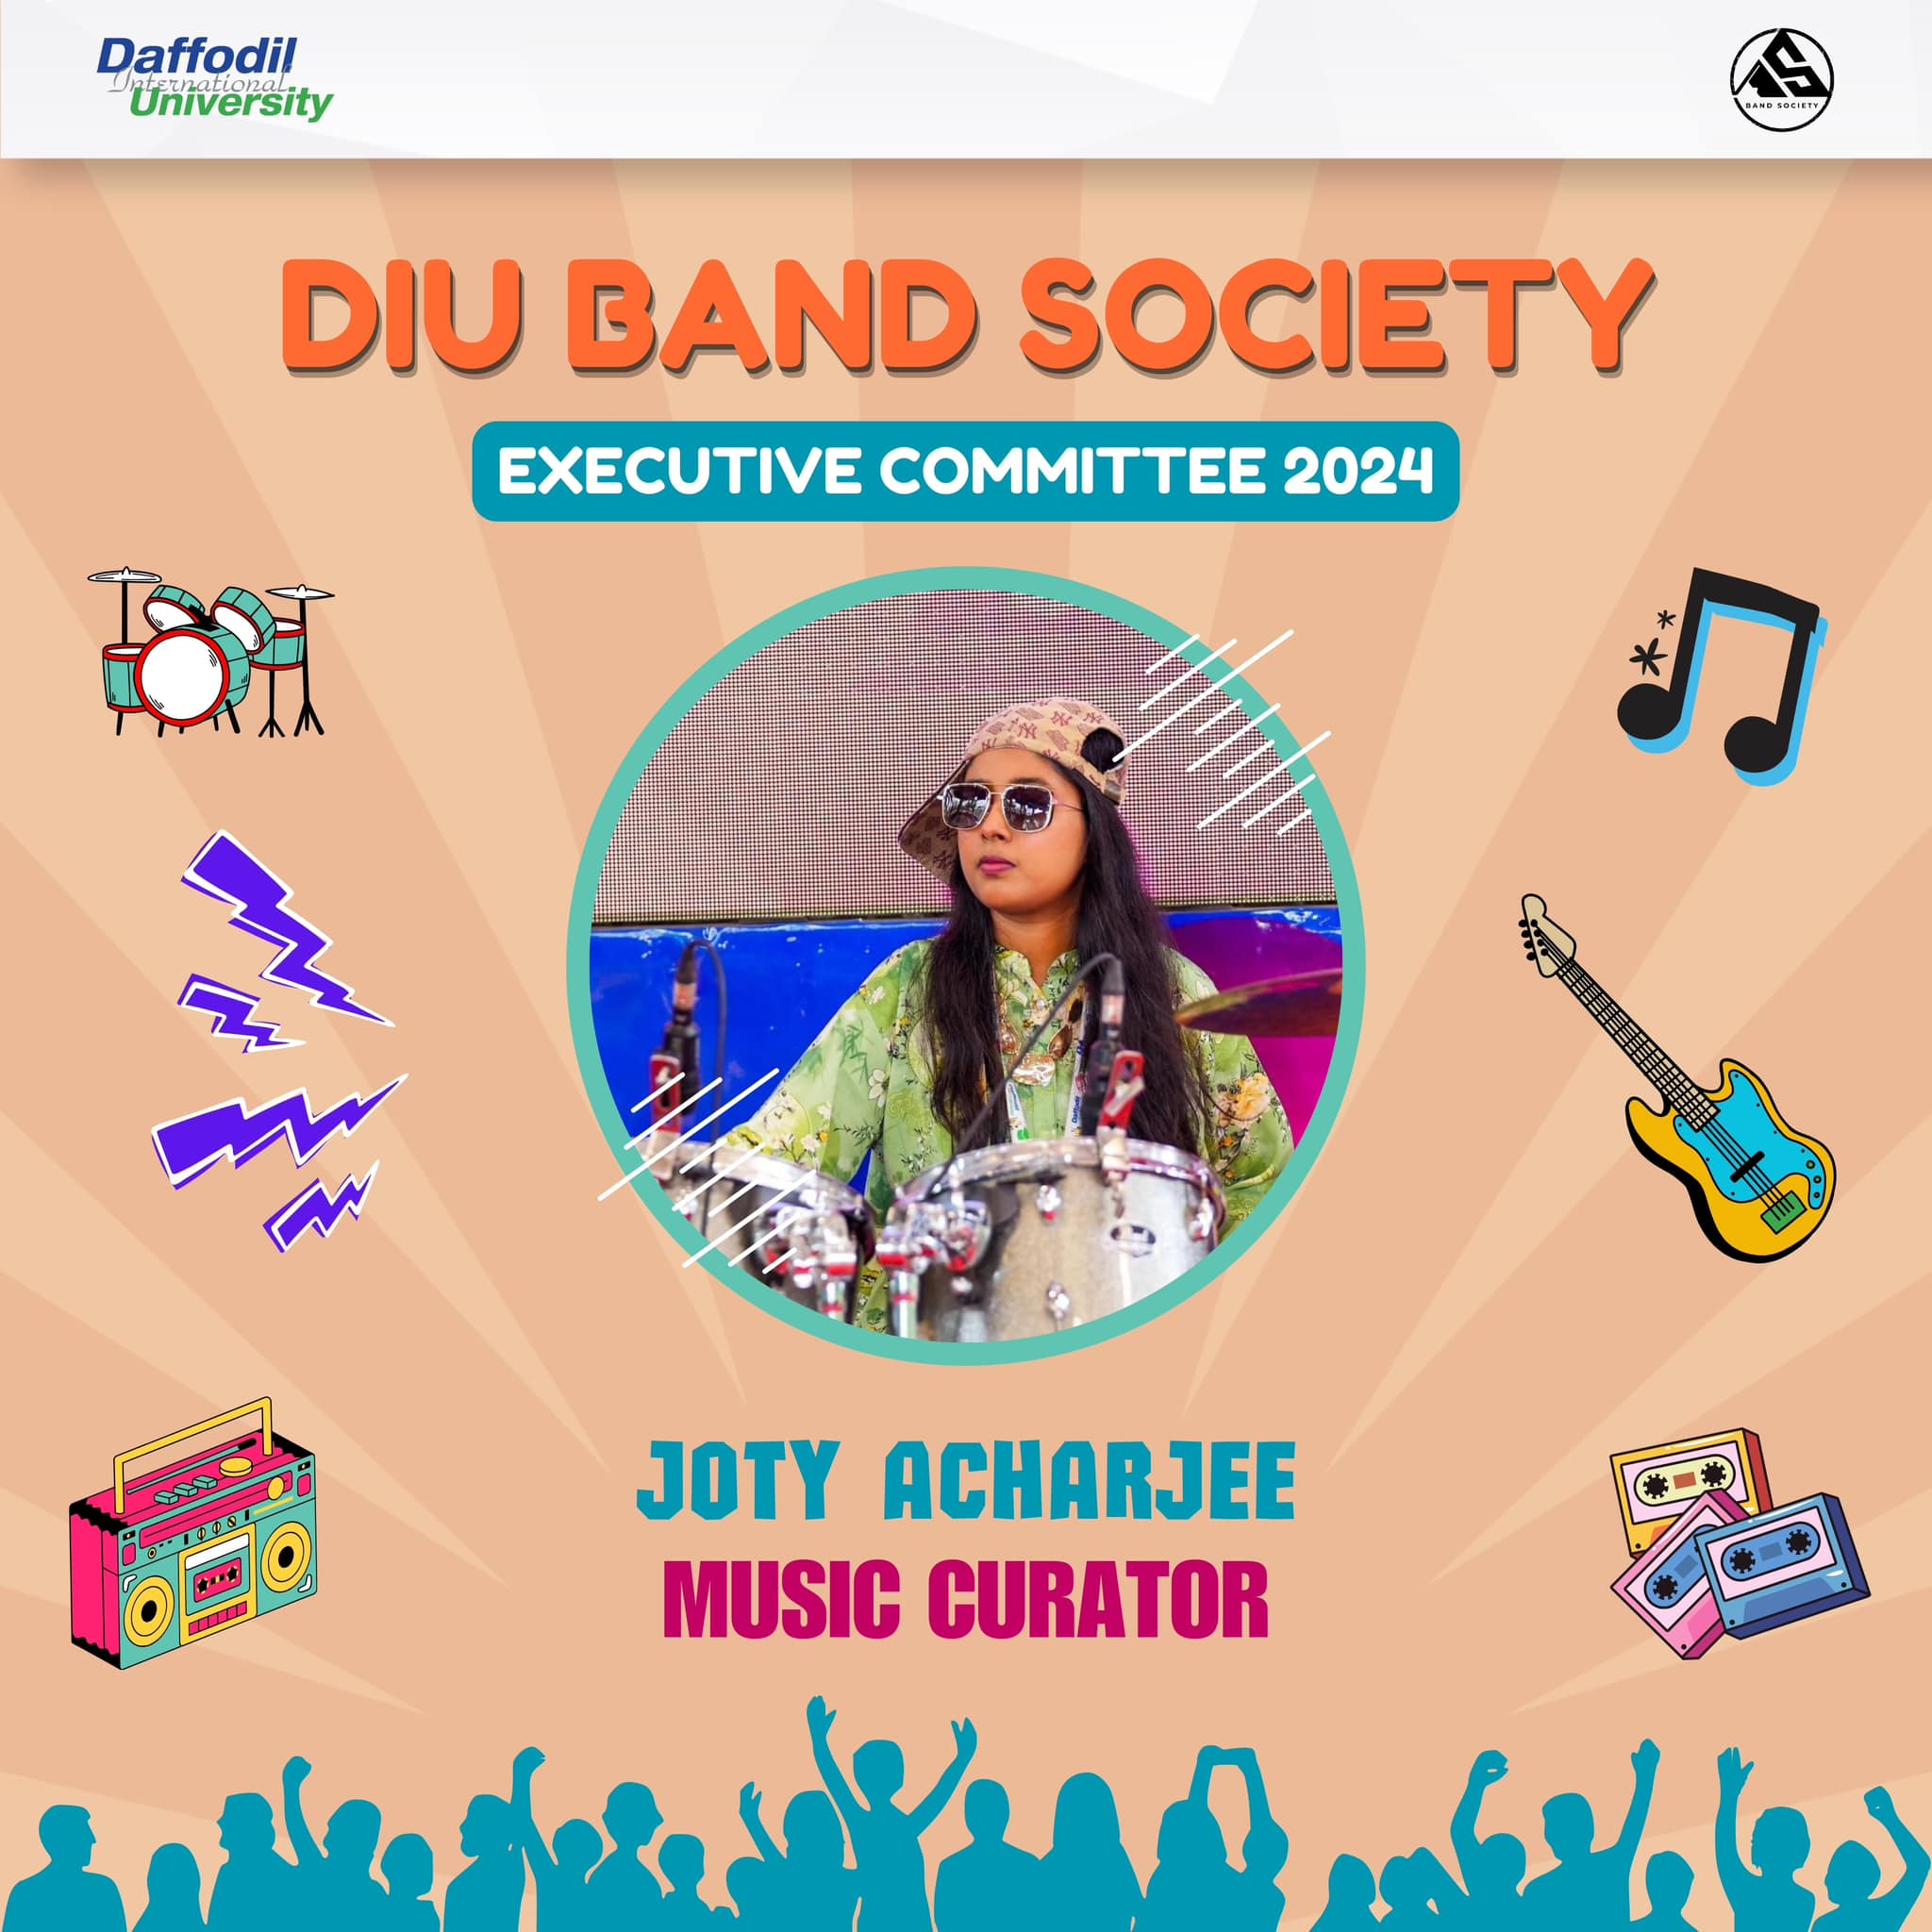 Daffodil
International
University
BAND SOCIETY
DIU BAND SOCIETY
EXECUTIVE COMMITTEE 2024
JOTY ACHARJEE
MUSIC CURATOR